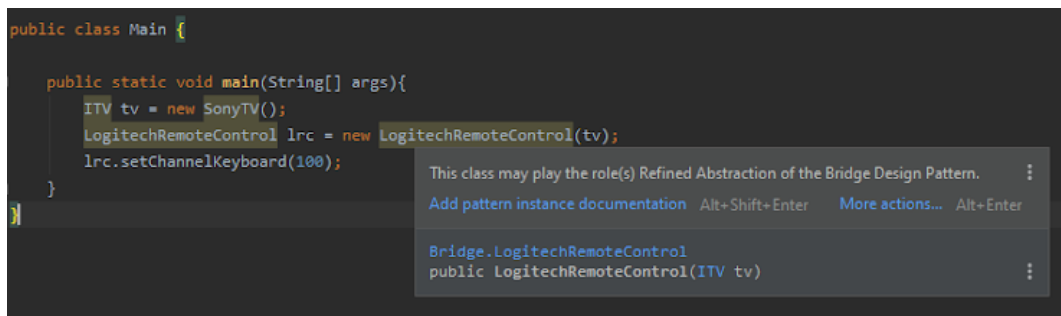 public class Main {
public static void main(String[] args){
ITV tv = new SonyTV();
LogitechRemoteControl lrc = new LogitechRemoteControl(tv);
lrc.setChannelKeyboard(100);
}
}
This class may play the role(s) Refined Abstraction of the Bridge Design Pattern.
Add pattern instance documentation Alt+Shift+Enter More actions... Alt+Enter
Bridge.LogitechRemoteControl
public LogitechRemoteControl(ITV tv)